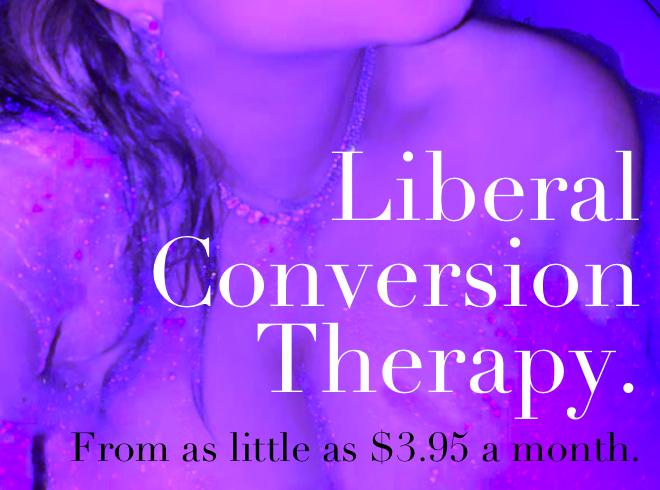 Liberal
Conversion
Therapy.
From as little as $3.95 a month.